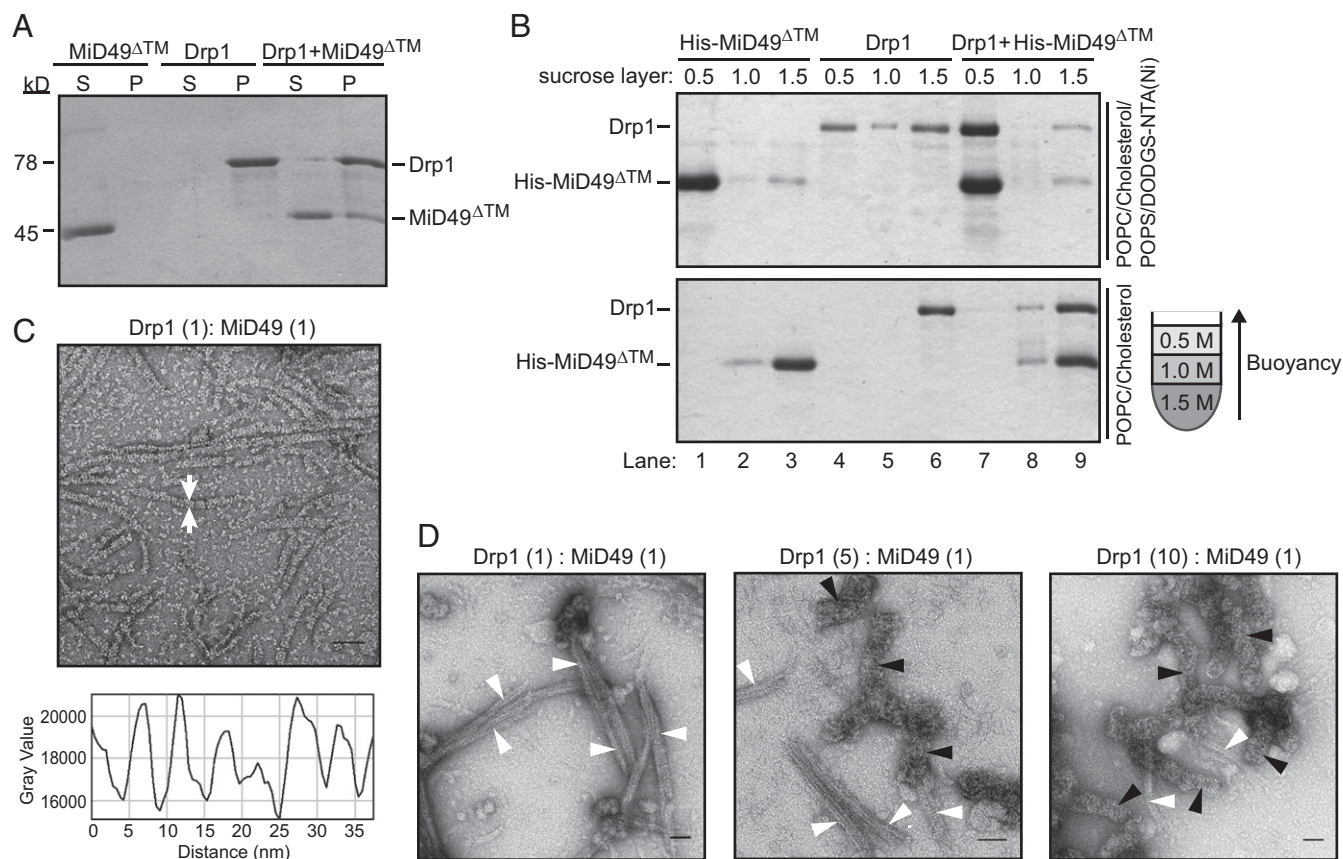 A
MiD49ΔTM Drp1 Drp1+MiD49ΔTM
kD S P S P S P
78
45
Drp1
MiD49ΔTM
B
His-MiD49ΔTM Drp1 Drp1+His-MiD49ΔTM
sucrose layer: 0.5 1.0 1.5 0.5 1.0 1.5 0.5 1.0 1.5
Drp1
His-MiD49ΔTM
POPC/Cholesterol/
POPS/DODGS-NTA(Ni)
Drp1
His-MiD49ΔTM
POPC/Cholesterol
Lane: 1 2 3 4 5 6 7 8 9
0.5 M
1.0 M
1.5 M
Buoyancy
C
Drp1 (1): MiD49 (1)
Gray Value
20000
18000
16000
0 5 10 15 20 25 30 35
Distance (nm)
D
Drp1 (1) : MiD49 (1)
Drp1 (5) : MiD49 (1)
Drp1 (10) : MiD49 (1)